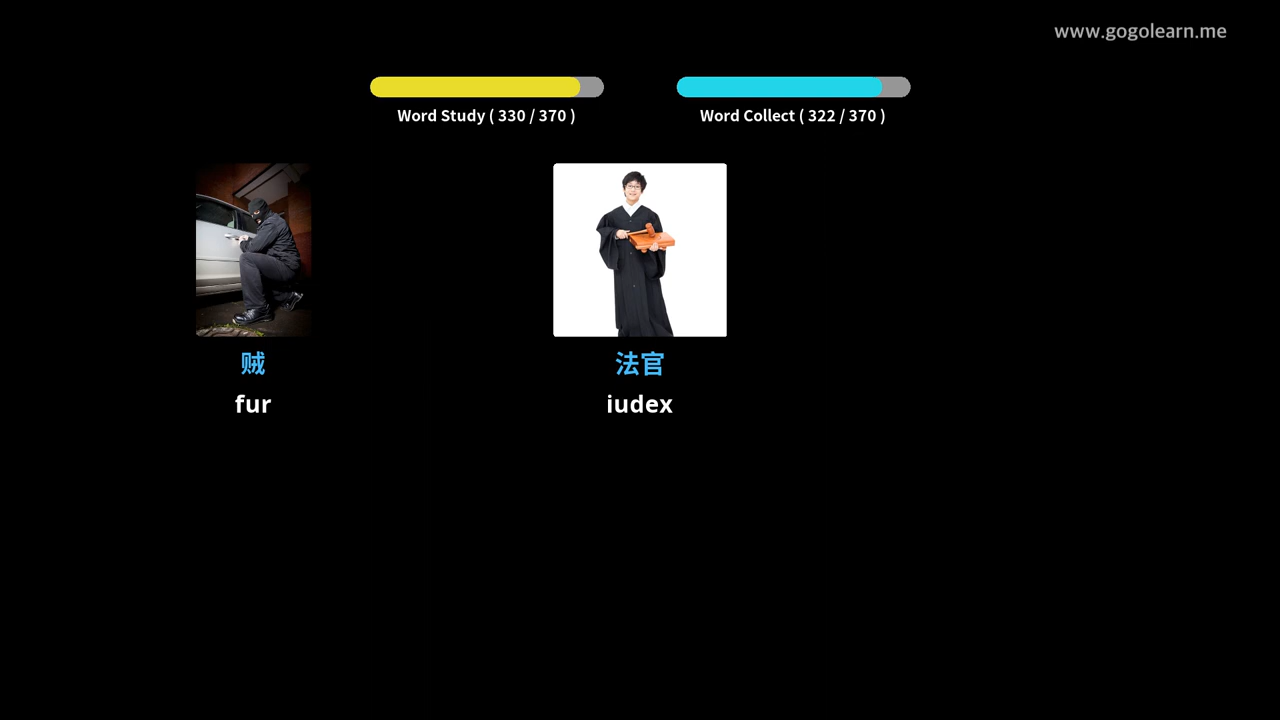 www.gogolearn.me
Word Study ( 330 / 370 )
Word Collect ( 322 / 370 )
贼
法官
fur
iudex